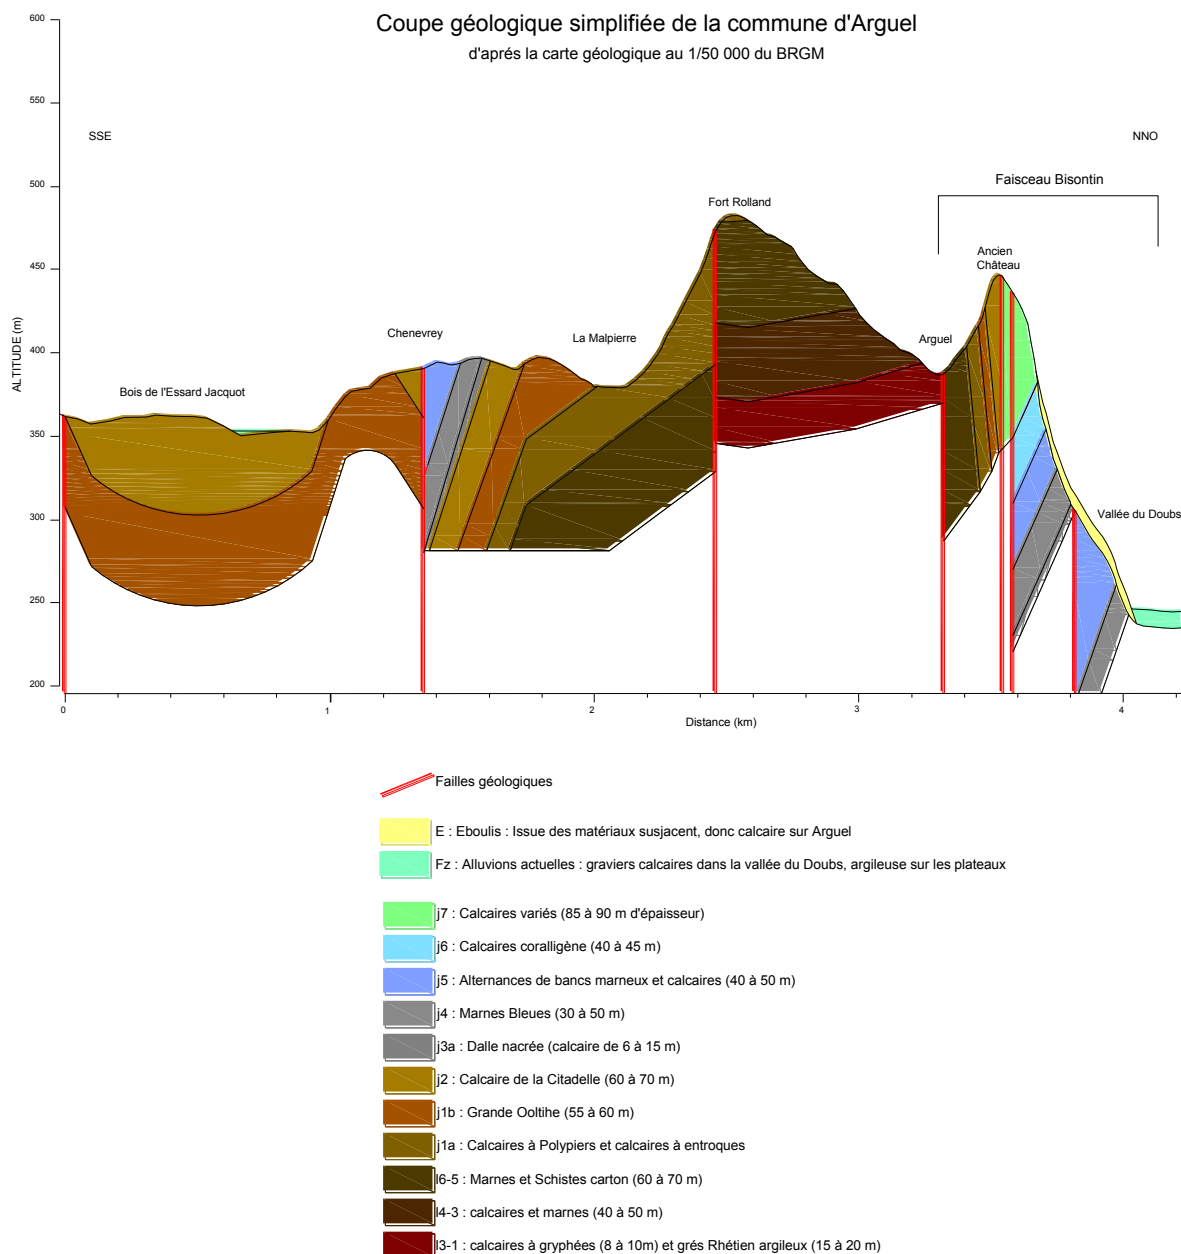 Coupe géologique simplifiée de la commune d'Arguel
d'aprés la carte géologique au 1/50 000 du BRGM
600
550
500
450
400
350
300
250
200
ALTITUDE (m)
SSE
NNO
Faisceau Bisontin
Fort Rolland
Ancien
Château
Chenevrey
La Malpierre
Arguel
Bois de l'Essard Jacquot
Vallée du Doubs
0
1
2
3
4
Distance (km)
Failles géologiques
E : Eboulis : Issue des matériaux susjacent, donc calcaire sur Arguel
Fz : Alluvions actuelles : graviers calcaires dans la vallée du Doubs, argileuse sur les plateaux
j7 : Calcaires variés (85 à 90 m d'épaisseur)
j6 : Calcaires coralligène (40 à 45 m)
j5 : Alternances de bancs marneux et calcaires (40 à 50 m)
j4 : Marnes Bleues (30 à 50 m)
j3a : Dalle nacrée (calcaire de 6 à 15 m)
j2 : Calcaire de la Citadelle (60 à 70 m)
j1b : Grande Ooltihe (55 à 60 m)
j1a : Calcaires à Polypiers et calcaires à entroques
l6-5 : Marnes et Schistes carton (60 à 70 m)
l4-3 : calcaires et marnes (40 à 50 m)
l3-1 : calcaires à gryphées (8 à 10m) et grés Rhétien argileux (15 à 20 m)